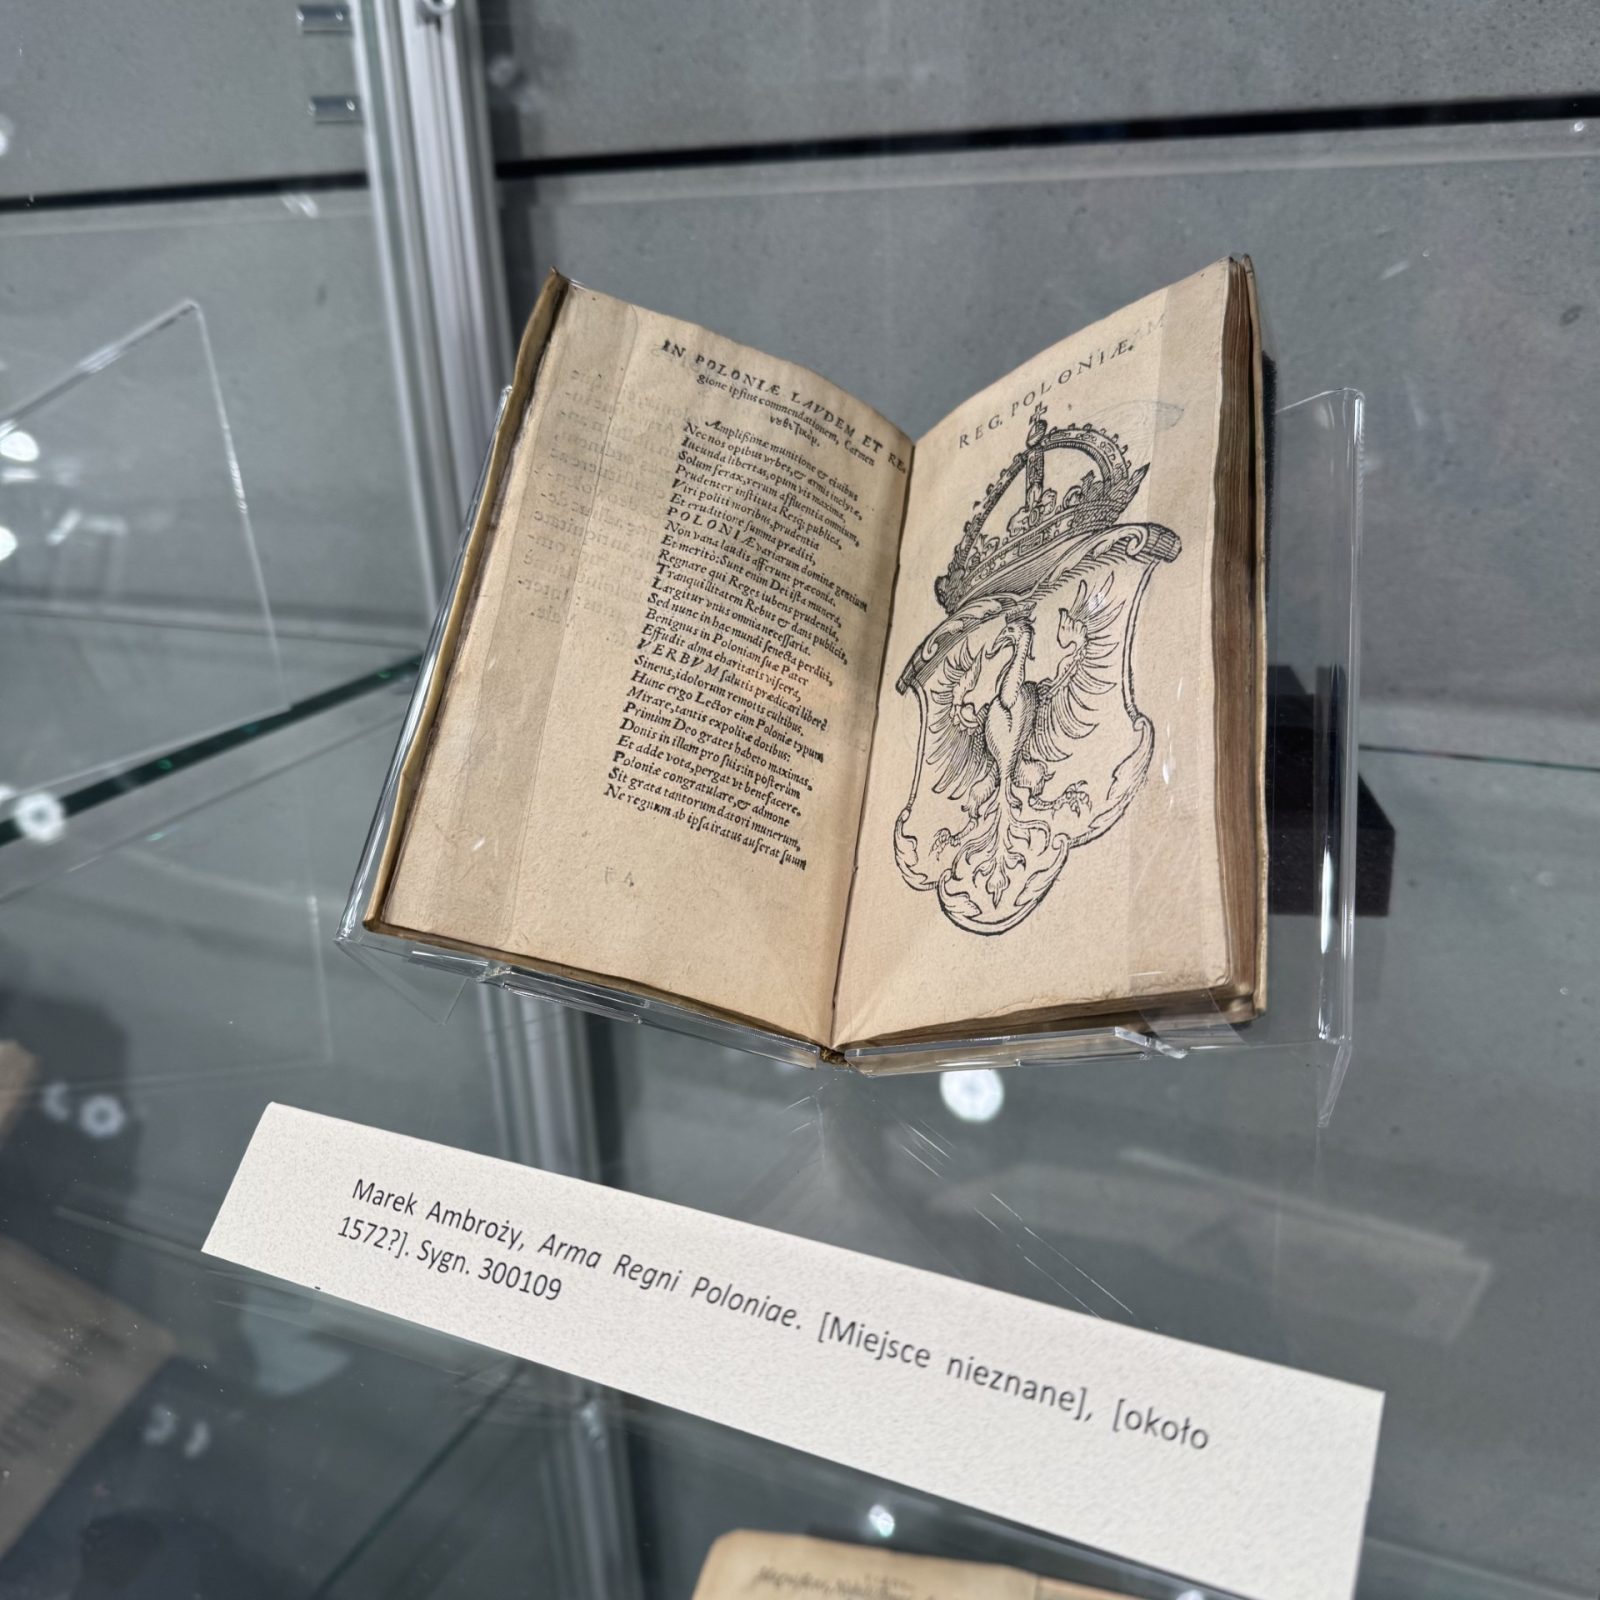 IN POLONIÆ LAVDEM ET RE-
gione ipsius commendationem, Carmen
Amplißimæ munitione & ciuibus
Nec nos opibus vrbes, & armis inclytæ,
Iucunda libertas, opum vis maxima,
Solum ferax, rerum affluentia omnium,
Prudenter instituta Resq; publica,
Viri politi moribus, prudentia
Et eruditione summa præditi,
POLONIÆ variarum dominæ gentium
Non vana laudis afferunt præconia.
Et meritò: Sunt enim Dei ista munera,
Regnare qui Reges iubens prudentia,
Tranquillitatem Rebus & dans publicis,
Largitur vnus omnia necessaria.
Sed nunc in hac mundi senecta perditi,
Benignus in Poloniam suæ Pater
Effudit alma charitatis viscera,
VERBVM salutis prædicari liberè
Sinens, idolorum remotis cultibus.
Hunc ergo Lector cùm Poloniæ typum
Mirare, tantis expolitæ dotibus:
Primùm Deo grates habeto maximas,
Donis in illam pro suis: in posterùm
Et adde vota, pergat vt benefacere.
Poloniæ congratulare, & admone
Sit grata tantorum datori munerum,
Ne regnum ab ipsa iratus auferat suum
REG. POLONIÆ.
Marek Ambroży, Arma Regni Poloniae. [Miejsce nieznane], [około
1572?]. Sygn. 300109